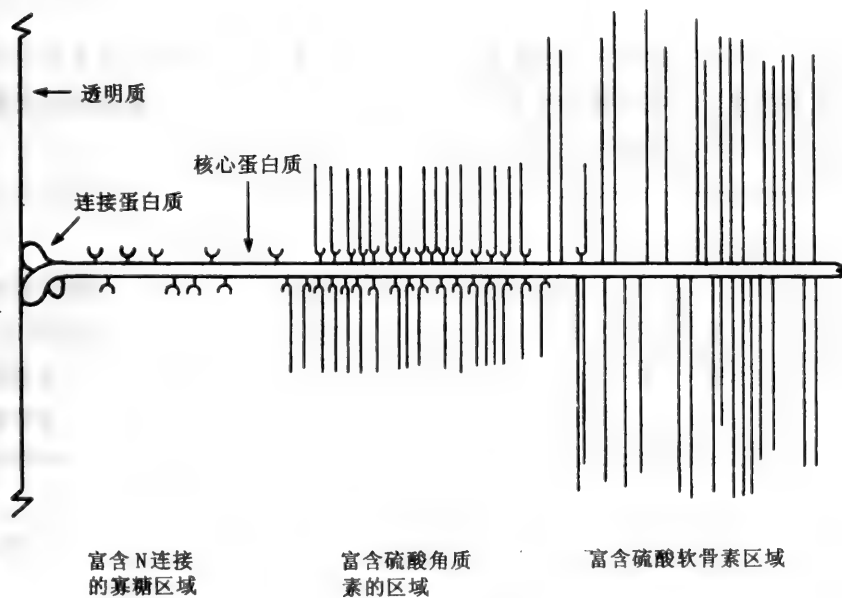 透明质
核心蛋白质
连接蛋白质
富含N连接
的寡糖区域
富含硫酸角质
素的区域
富含硫酸软骨素区域